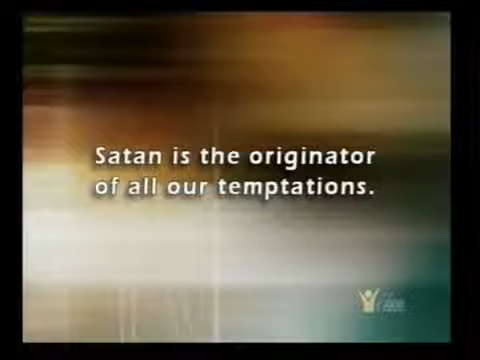 Satan is the originator
of all our temptations.